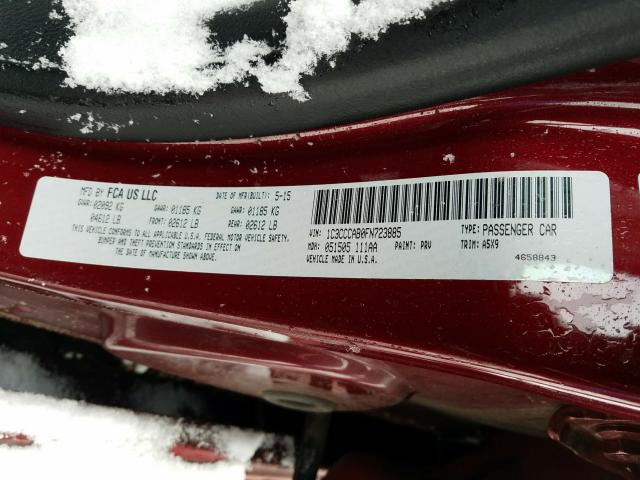 MFD BY FCA US LLC
DATE OF MFR(BUILT): 5-15
GVWR: 02092 KG
GAWR: 01185 KG
GAWR: 01185 KG
04612 LB
FRONT: 02612 LB
REAR: 02612 LB
THIS VEHICLE CONFORMS TO ALL APPLICABLE U.S.A. FEDERAL MOTOR VEHICLE SAFETY,
BUMPER AND THEFT PREVENTION STANDARDS IN EFFECT ON
THE DATE OF MANUFACTURE SHOWN ABOVE.
VIN: 1C3CCCAB0FN723885
TYPE: PASSENGER CAR
MDH: 051505 111AA
PAINT: PRV
TRIM: A5X9
VEHICLE MADE IN U.S.A.
4658843